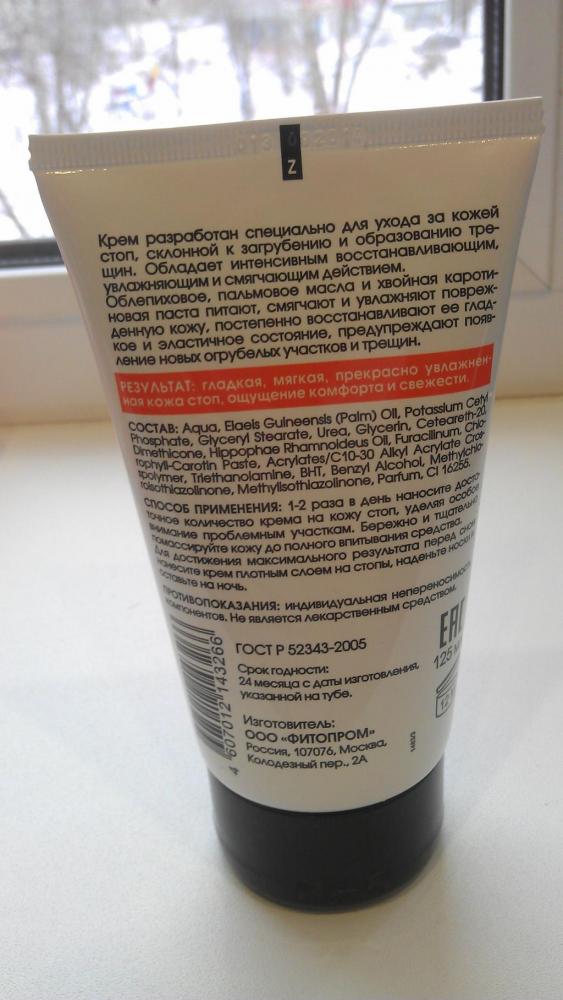 Z
Крем разработан специально для ухода за кожей
стоп, склонной к загрубению и образованию тре-
щин. Обладает интенсивным восстанавливающим,
увлажняющим и смягчающим действием.
Облепиховое, пальмовое масла и хвойная кароти-
новая паста питают, смягчают и увлажняют повреж-
денную кожу, постепенно восстанавливают ее глад-
кое и эластичное состояние, предупреждают появ-
ление новых огрубелых участков и трещин.
РЕЗУЛЬТАТ: гладкая, мягкая, прекрасно увлажнен-
ная кожа стоп, ощущение комфорта и свежести.
СОСТАВ: Aqua, Elaeis Guineensis (Palm) Oil, Potassium Cetyl
Phosphate, Glyceryl Stearate, Urea, Glycerin, Ceteareth-20,
Dimethicone, Hippophae Rhamnoideus Oil, Furacilinum, Chlo-
rophyll-Carotin Paste, Acrylates/C10-30 Alkyl Acrylate Cros-
spolymer, Triethanolamine, BHT, Benzyl Alcohol, Methylchlo-
roisothiazolinone, Methylisothiazolinone, Parfum, CI 16255.
СПОСОБ ПРИМЕНЕНИЯ: 1-2 раза в день наносите доста-
точное количество крема на кожу стоп, уделяя особое
внимание проблемным участкам. Бережно и тщательно
помассируйте кожу до полного впитывания средства.
Для достижения максимального результата перед сном
нанесите крем плотным слоем на стопы, наденьте носки и
оставьте на ночь.
ПРОТИВОПОКАЗАНИЯ: индивидуальная непереносимость
компонентов. Не является лекарственным средством.
EAC
ГОСТ Р 52343-2005
125
Срок годности:
24 месяца с даты изготовления,
указанной на тубе.
12
Изготовитель:
ООО «ФИТОПРОМ»
Россия, 107076, Москва,
Колодезный пер., 2А
4 607012 143266